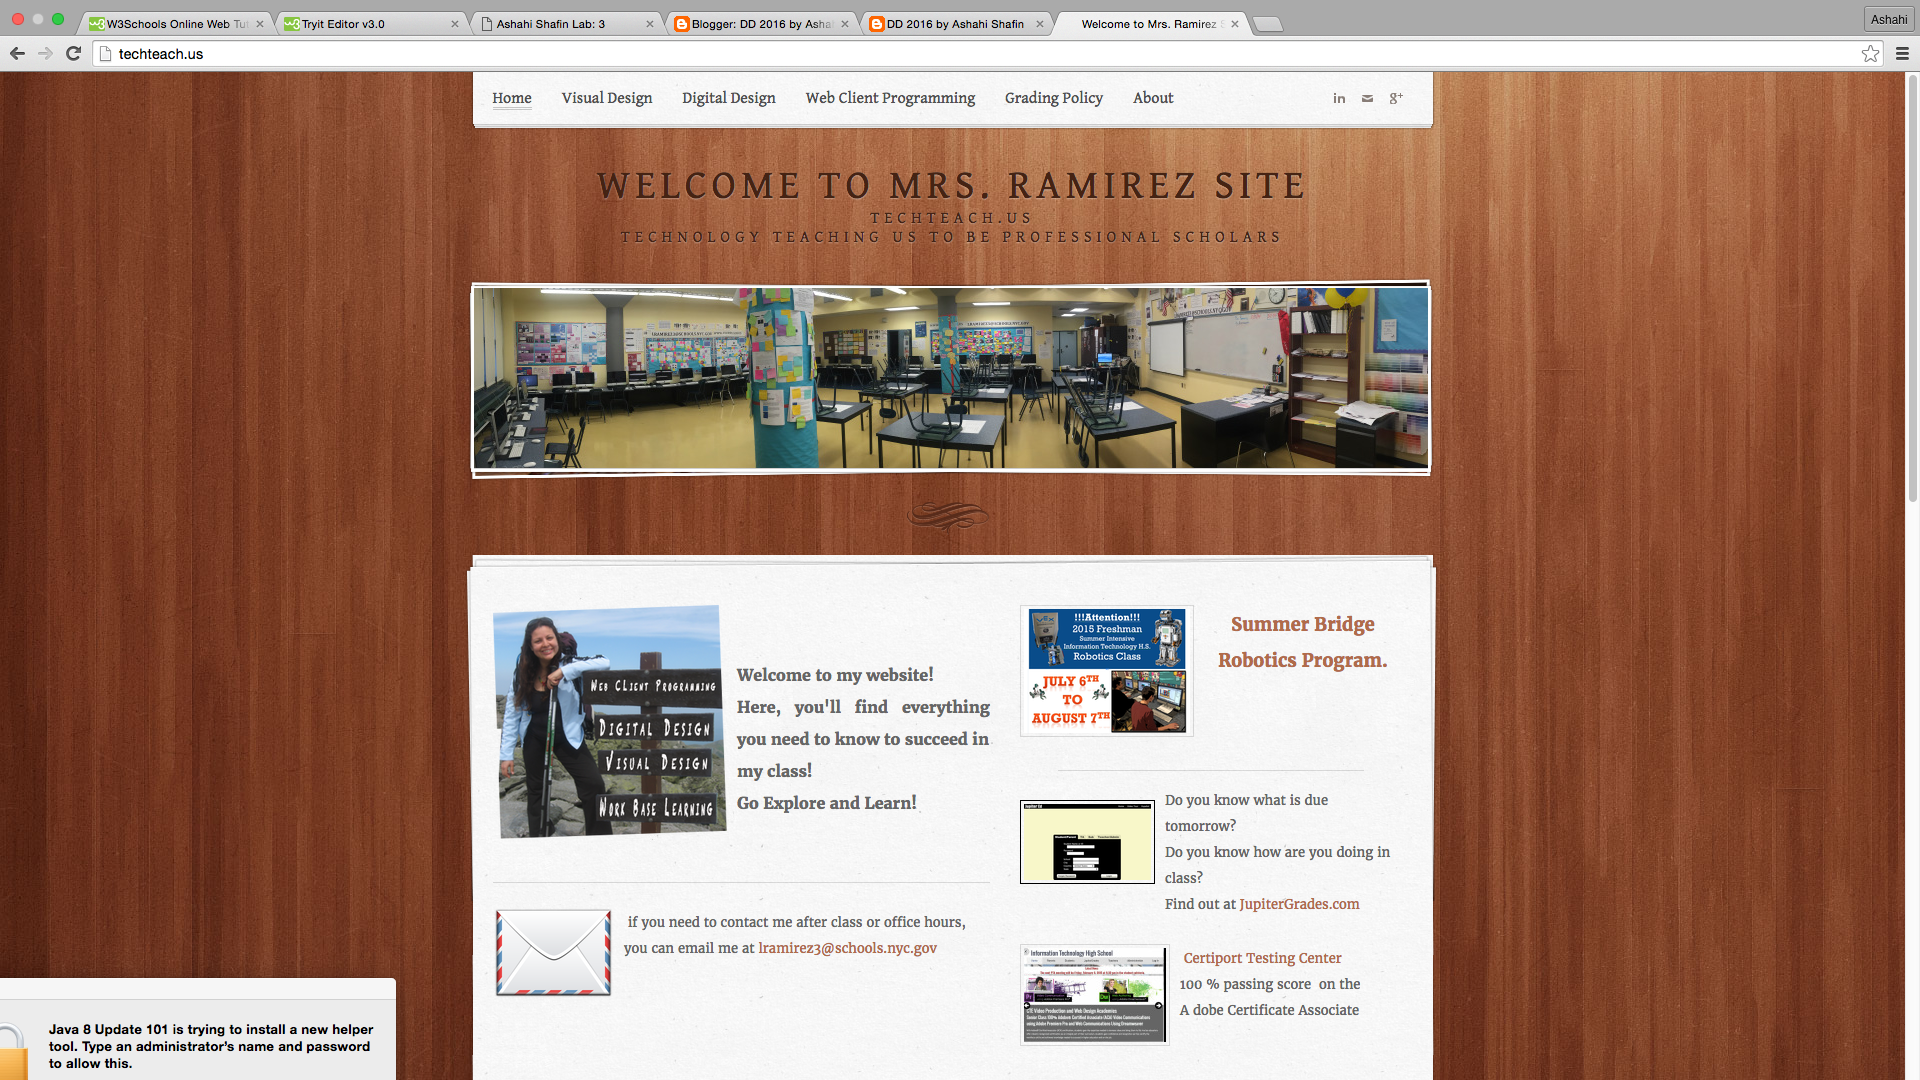 W3Schools Online Web Tut
Tryit Editor v3.0
Ashahi Shafin Lab: 3
Blogger: DD 2016 by Asha
DD 2016 by Ashahi Shafin
Welcome to Mrs. Ramirez S
Ashahi
techteach.us
Home
Visual Design
Digital Design
Web Client Programming
Grading Policy
About
in
g+
WELCOME TO MRS. RAMIREZ SITE
TECHTEACH.US
TECHNOLOGY TEACHING US TO BE PROFESSIONAL SCHOLARS
WEB CLIENT PROGRAMMING
DIGITAL DESIGN
VISUAL DESIGN
WORK BASE LEARNING
Welcome to my website!
Here, you'll find everything
you need to know to succeed in
my class!
Go Explore and Learn!
if you need to contact me after class or office hours,
you can email me at lramirez3@schools.nyc.gov
!!!Attention!!!
2015 Freshman
Summer Intensive
Information Technology H.S.
Robotics Class
JULY 6TH
TO
AUGUST 7TH
Summer Bridge
Robotics Program.
Do you know what is due
tomorrow?
Do you know how are you doing in
class?
Find out at JupiterGrades.com
Information Technology High School
CTE Video Production and Web Design Academies
Certiport Testing Center
100 % passing score on the
A dobe Certificate Associate
Java 8 Update 101 is trying to install a new helper
tool. Type an administrator's name and password
to allow this.